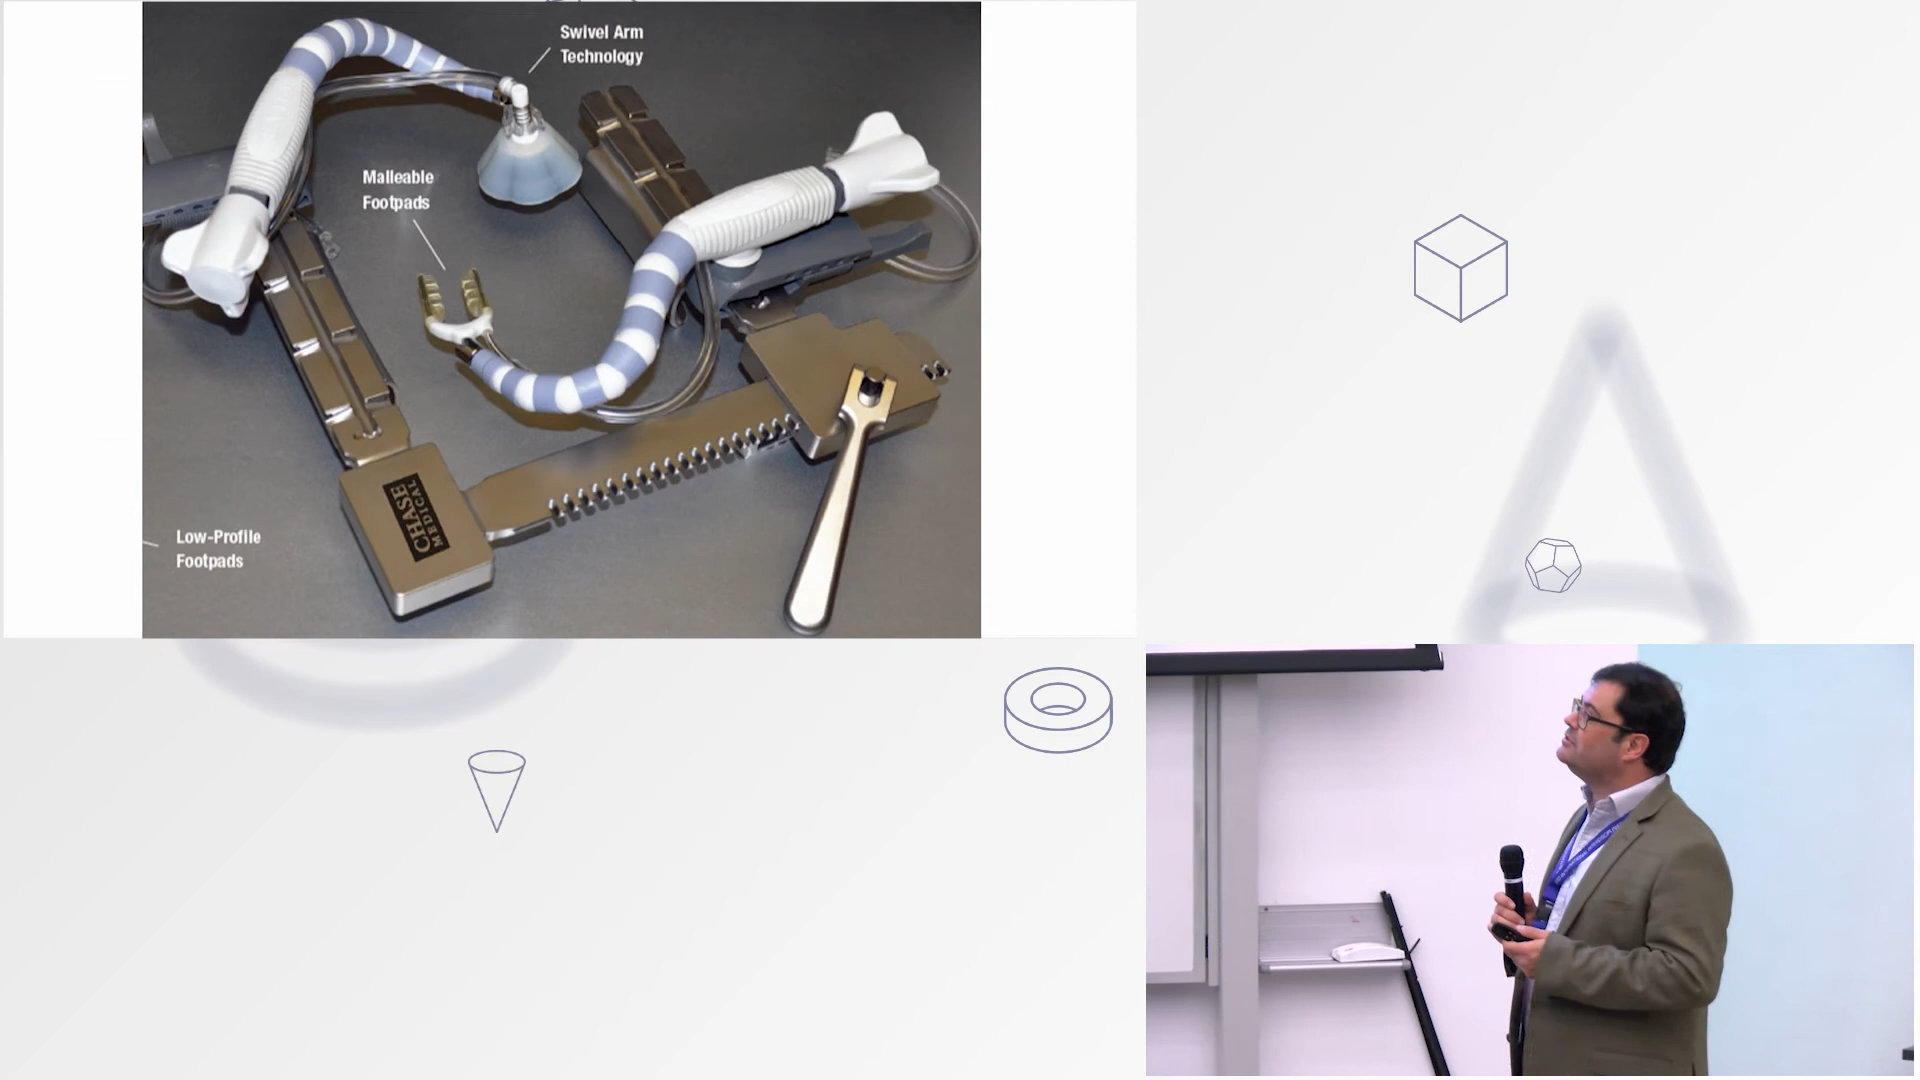 Swivel Arm
Technology
Malleable
Footpads
CHASE
MEDICAL
Low-Profile
Footpads